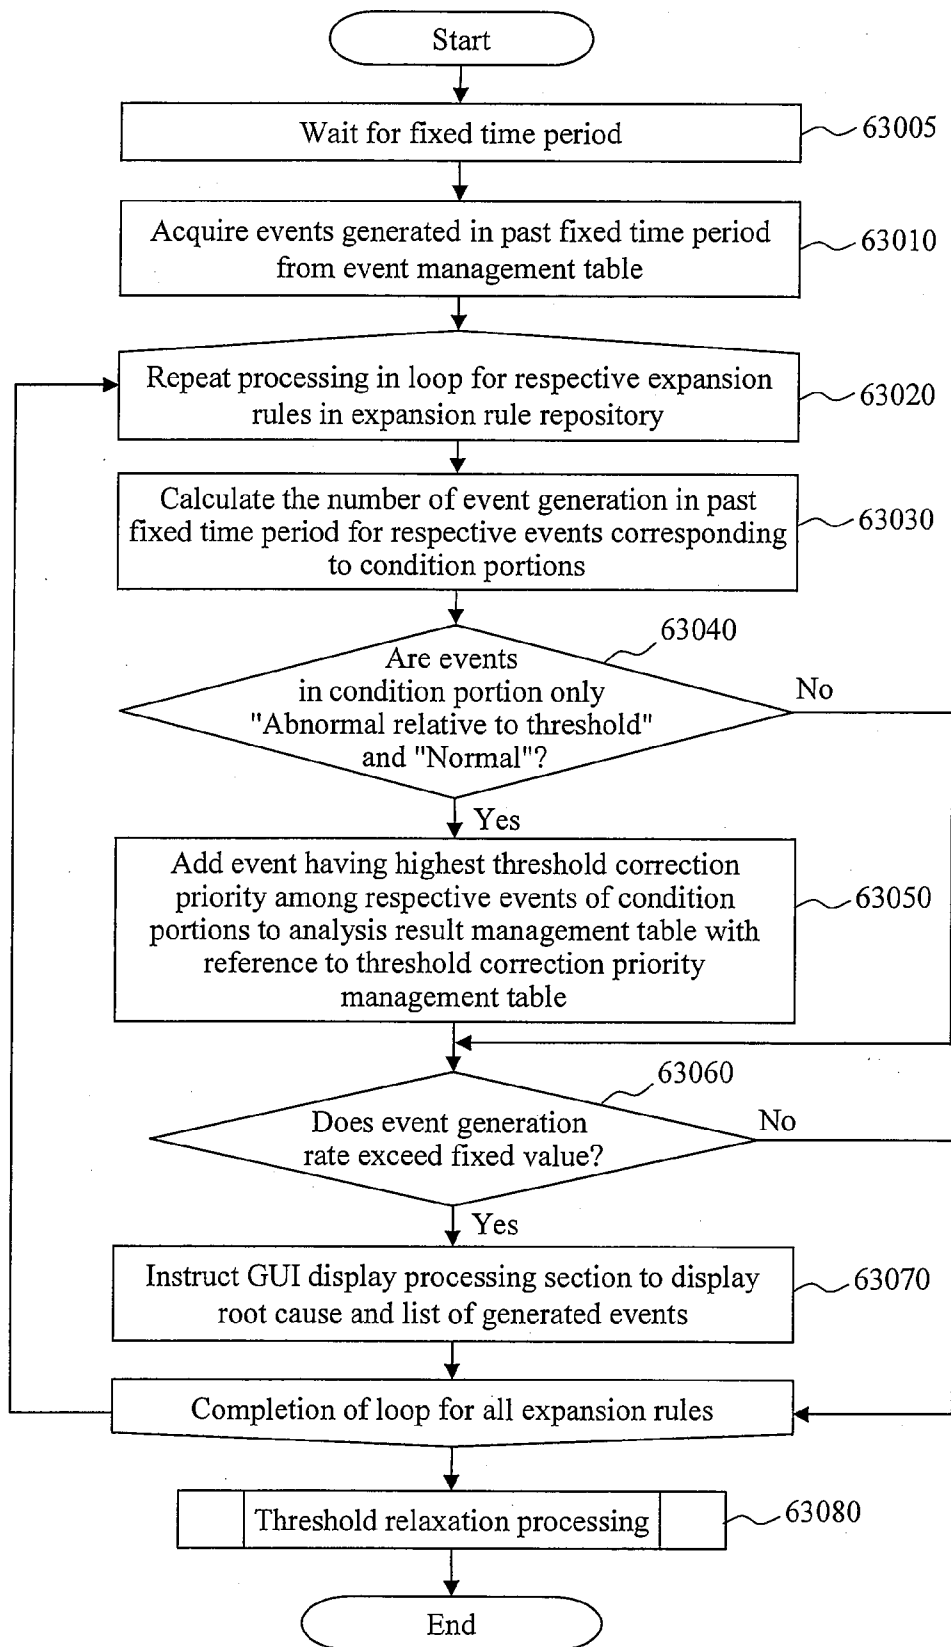 Start
Wait for fixed time period
63005
Acquire events generated in past fixed time period
from event management table
63010
Repeat processing in loop for respective expansion
rules in expansion rule repository
63020
Calculate the number of event generation in past
fixed time period for respective events corresponding
to condition portions
63030
63040
Are events
in condition portion only
"Abnormal relative to threshold"
and "Normal"?
No
Yes
Add event having highest threshold correction
priority among respective events of condition
portions to analysis result management table with
reference to threshold correction priority
management table
63050
63060
Does event generation
rate exceed fixed value?
No
Yes
Instruct GUI display processing section to display
root cause and list of generated events
63070
Completion of loop for all expansion rules
Threshold relaxation processing
63080
End